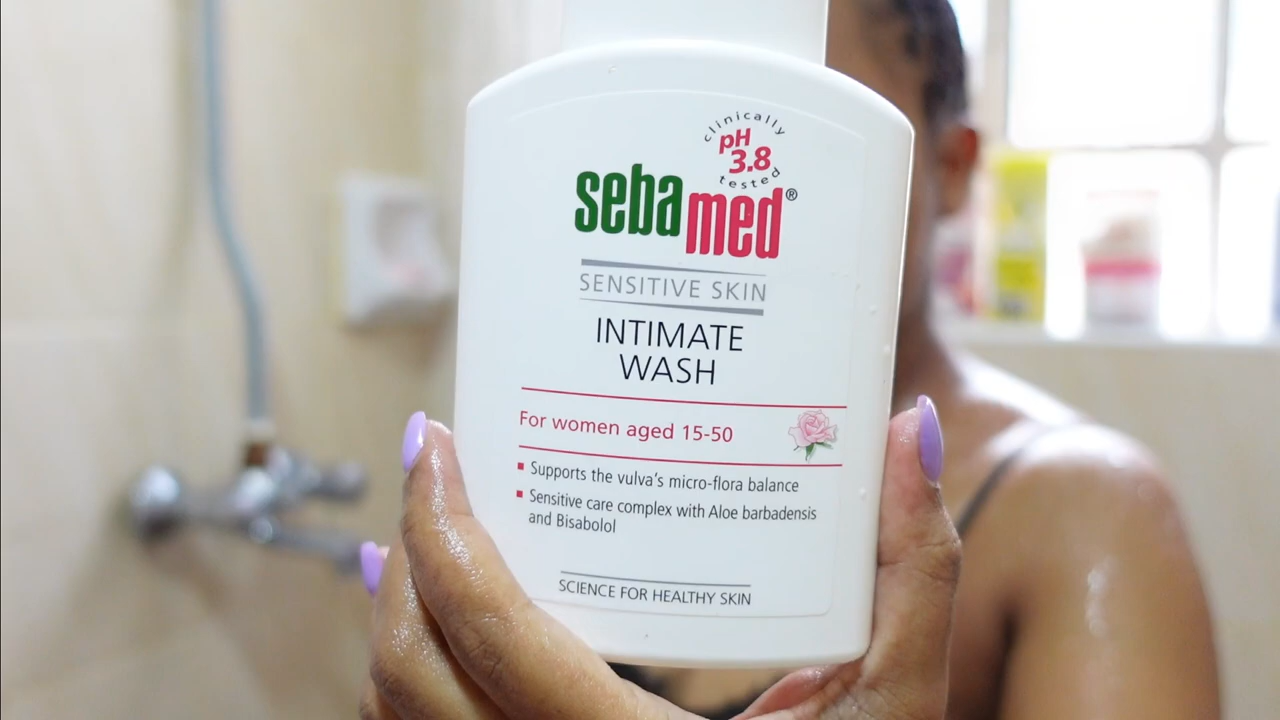 clinically
pH
3.8
tested
sebamed®
SENSITIVE SKIN
INTIMATE
WASH
For women aged 15-50
▪ Supports the vulva's micro-flora balance
▪ Sensitive care complex with Aloe barbadensis
and Bisabolol
SCIENCE FOR HEALTHY SKIN